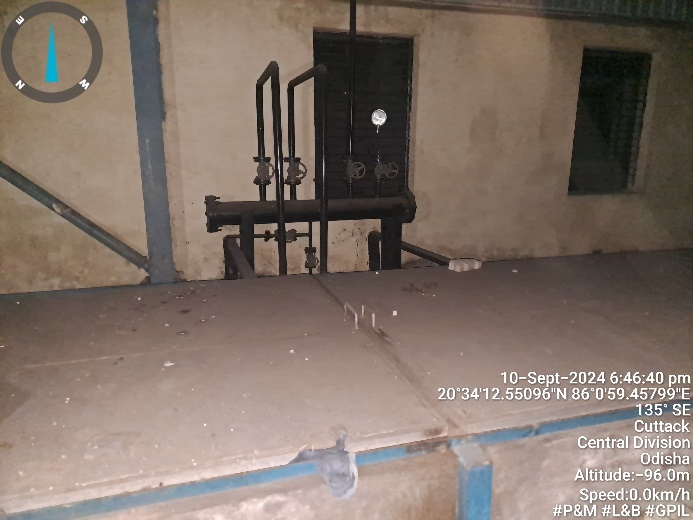 S
E
W
N
10-Sept-2024 6:46:40 pm
20°34'12.55096"N 86°0'59.45799"E
135° SE
Cuttack
Central Division
Odisha
Altitude:-96.0m
Speed:0.0km/h
#P&M #L&B #GPIL